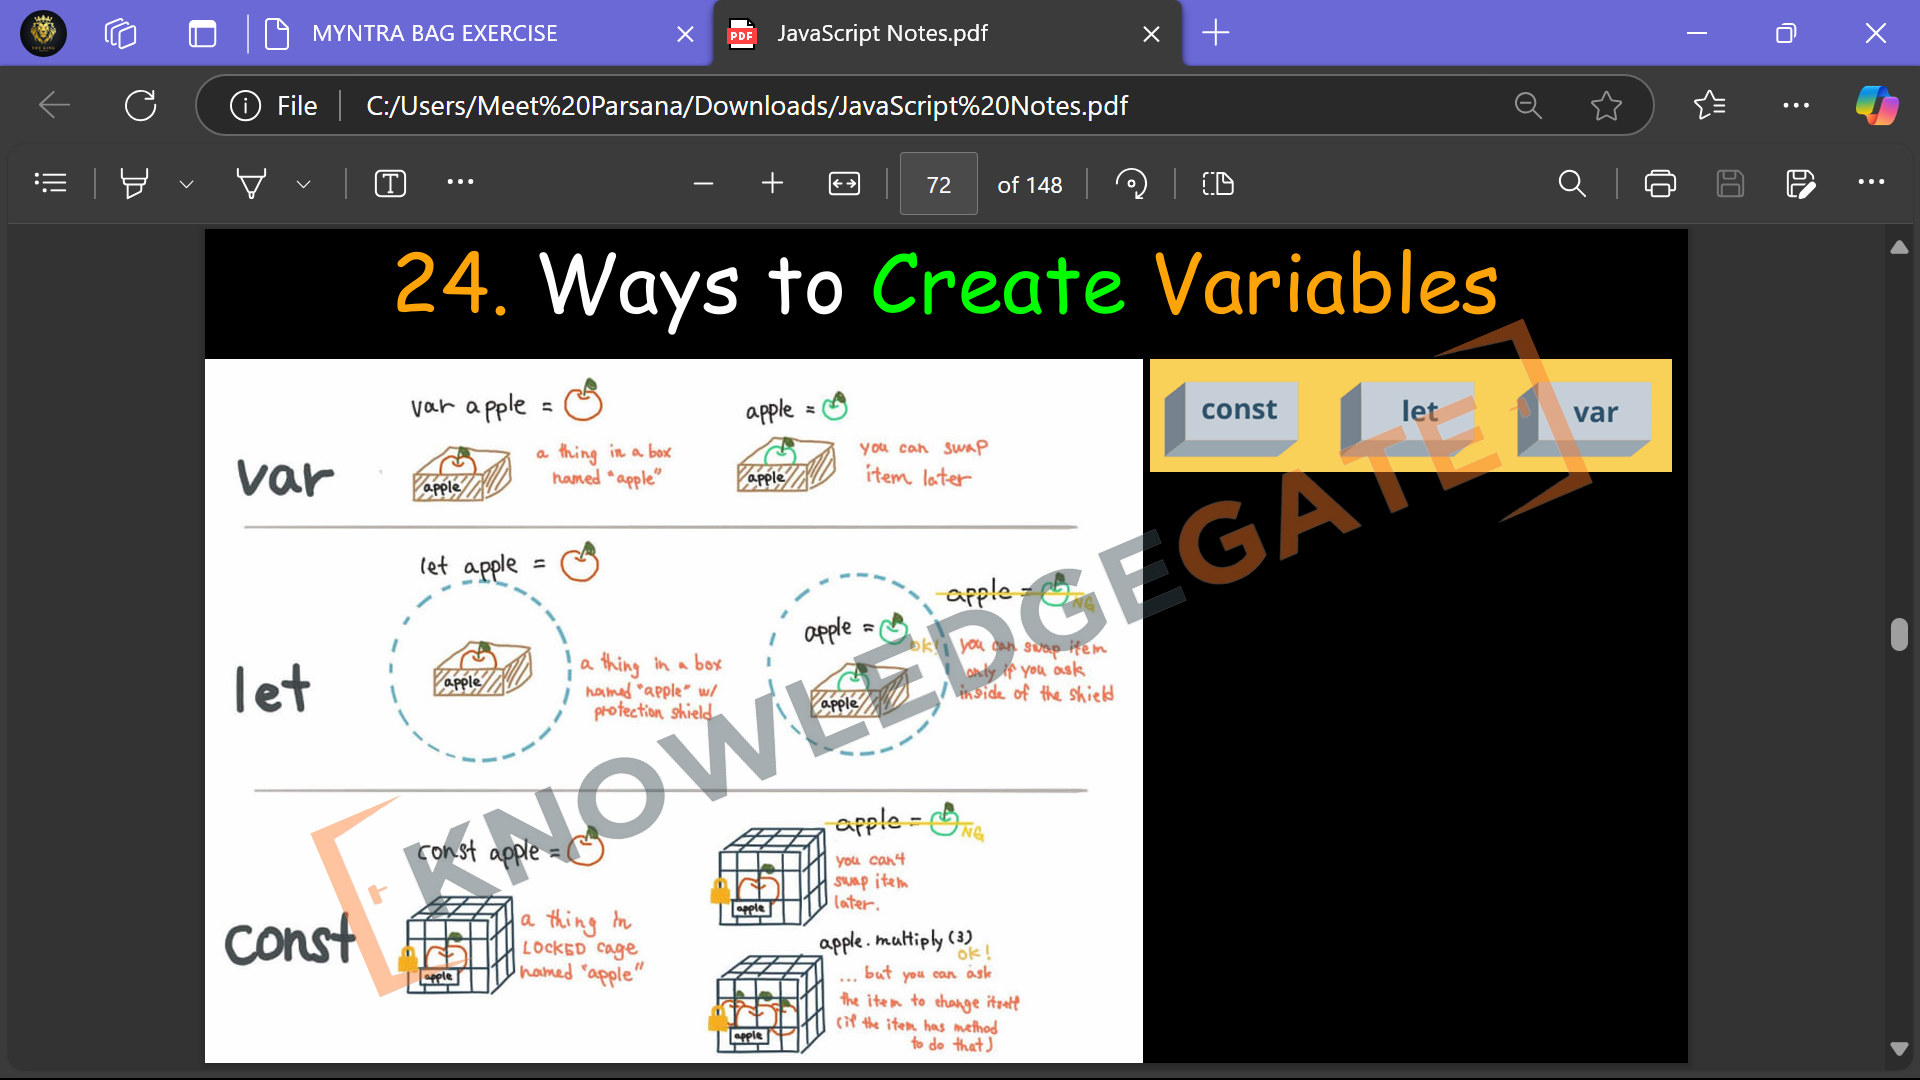 MYNTRA BAG EXERCISE
JavaScript Notes.pdf
File
C:/Users/Meet%20Parsana/Downloads/JavaScript%20Notes.pdf
72 of 148
24. Ways to Create Variables
const let var
var
var apple =
apple
a thing in a box
named "apple"
apple =
apple
you can swap
item later
let
let apple =
apple
a thing in a box
named "apple" w/
protection shield
apple =
NG
apple =
OK!
apple
you can swap item
only if you ask
inside of the shield
const
const apple =
apple
a thing in
LOCKED cage
named "apple"
apple =
NG
apple
you can't
swap item
later.
apple.multiply(3)
OK!
apple
... but you can ask
the item to change itself
(if the item has method
to do that)
KNOWLEDGEGATE